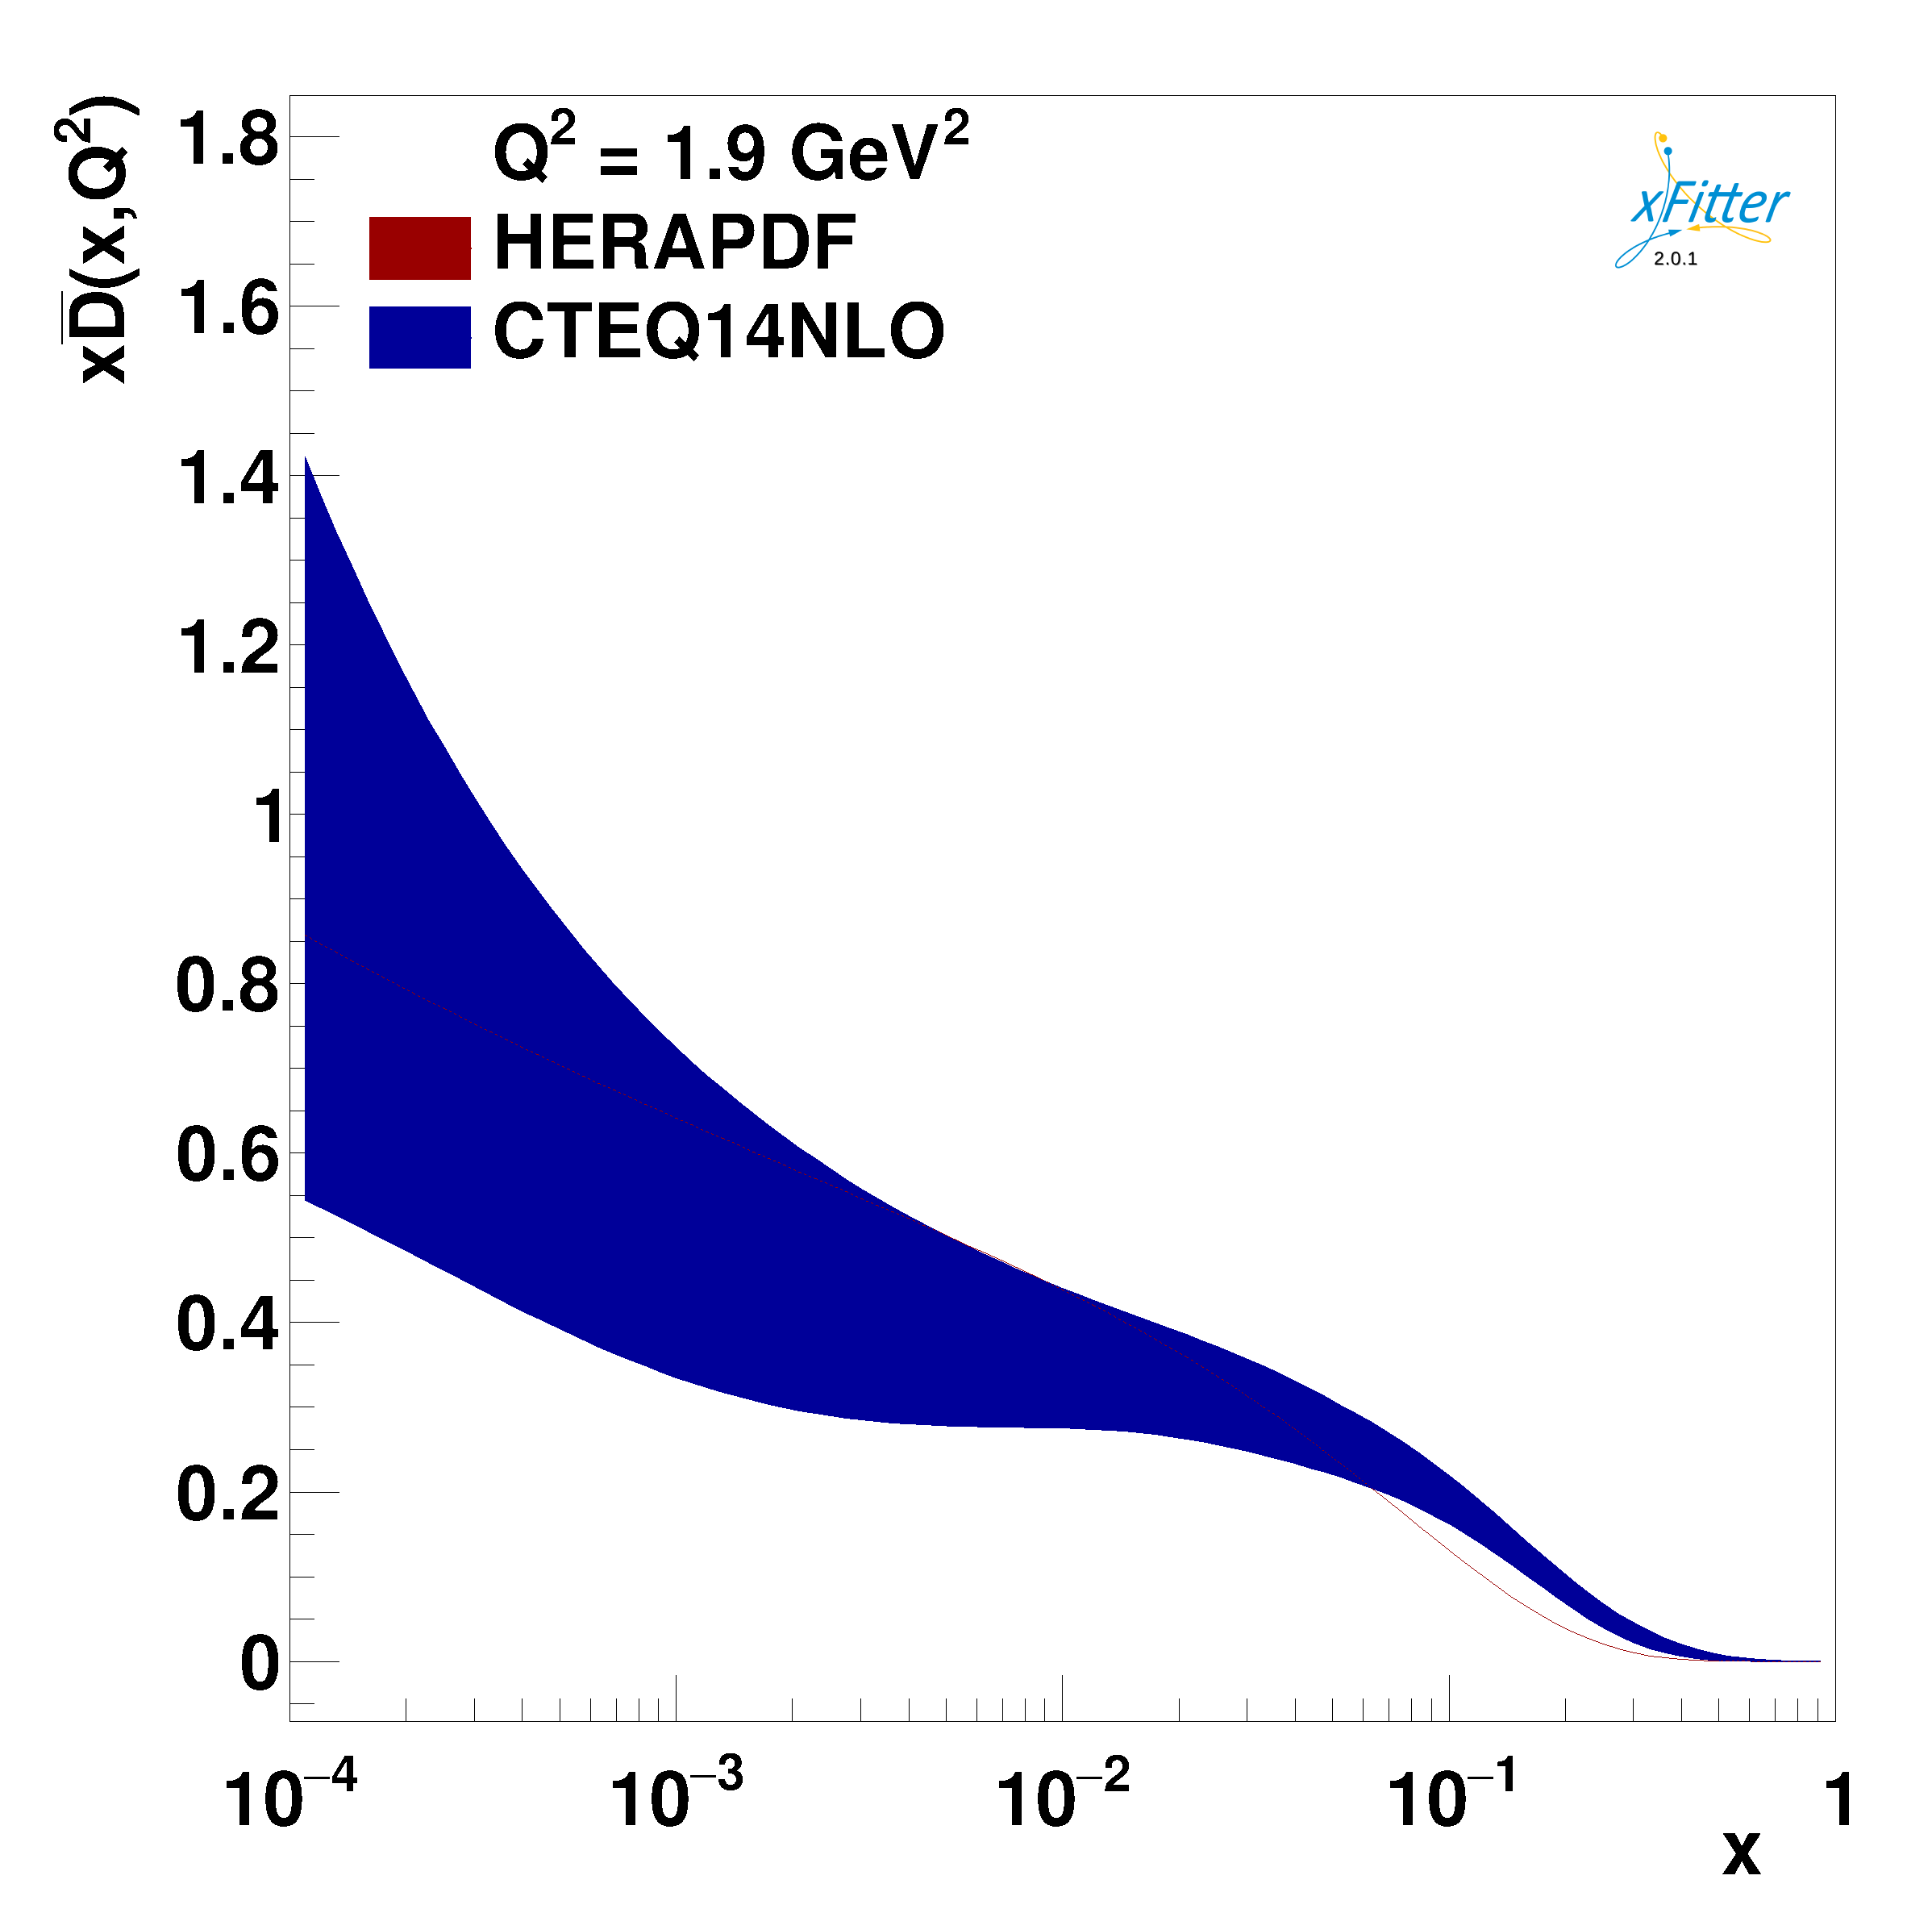 xD̅(x,Q²)
Q² = 1.9 GeV²
HERAPDF
CTEQ14NLO
xFitter
2.0.1
1.8
1.6
1.4
1.2
1
0.8
0.6
0.4
0.2
0
10⁻⁴ 10⁻³ 10⁻² 10⁻¹ 1
x